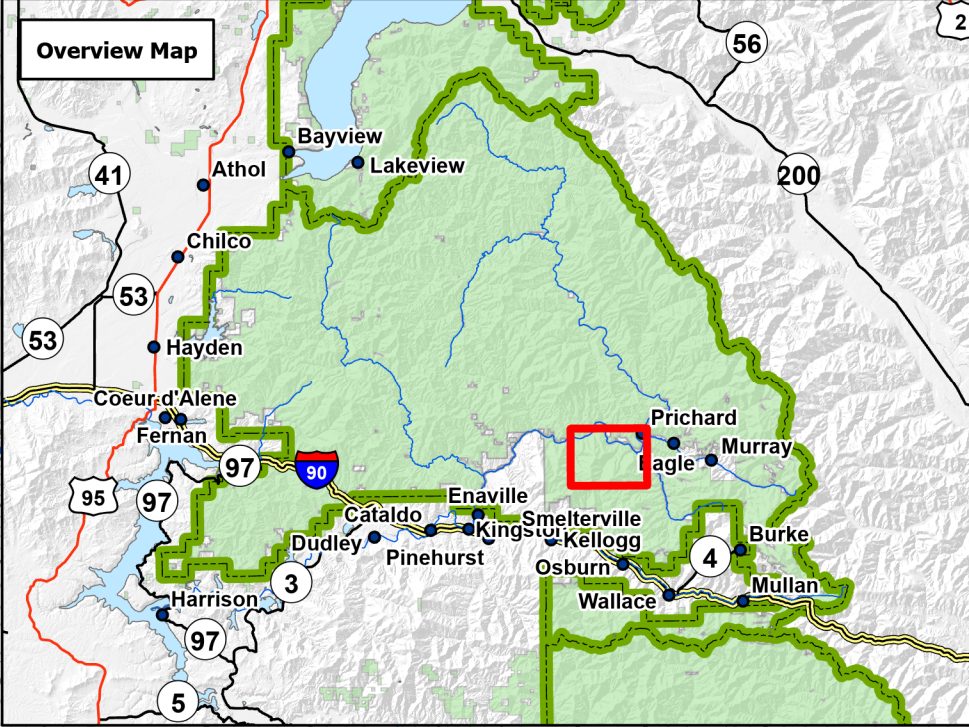 Overview Map
56
2
Bayview
Lakeview
Athol
41
200
Chilco
53
53
Hayden
Coeur d'Alene
Fernan
Prichard
Eagle
Murray
97
90
95
97
Enaville
Cataldo
Kingston
Smelterville
Dudley
Pinehurst
Kellogg
Burke
Osburn
4
3
Mullan
Wallace
Harrison
97
5